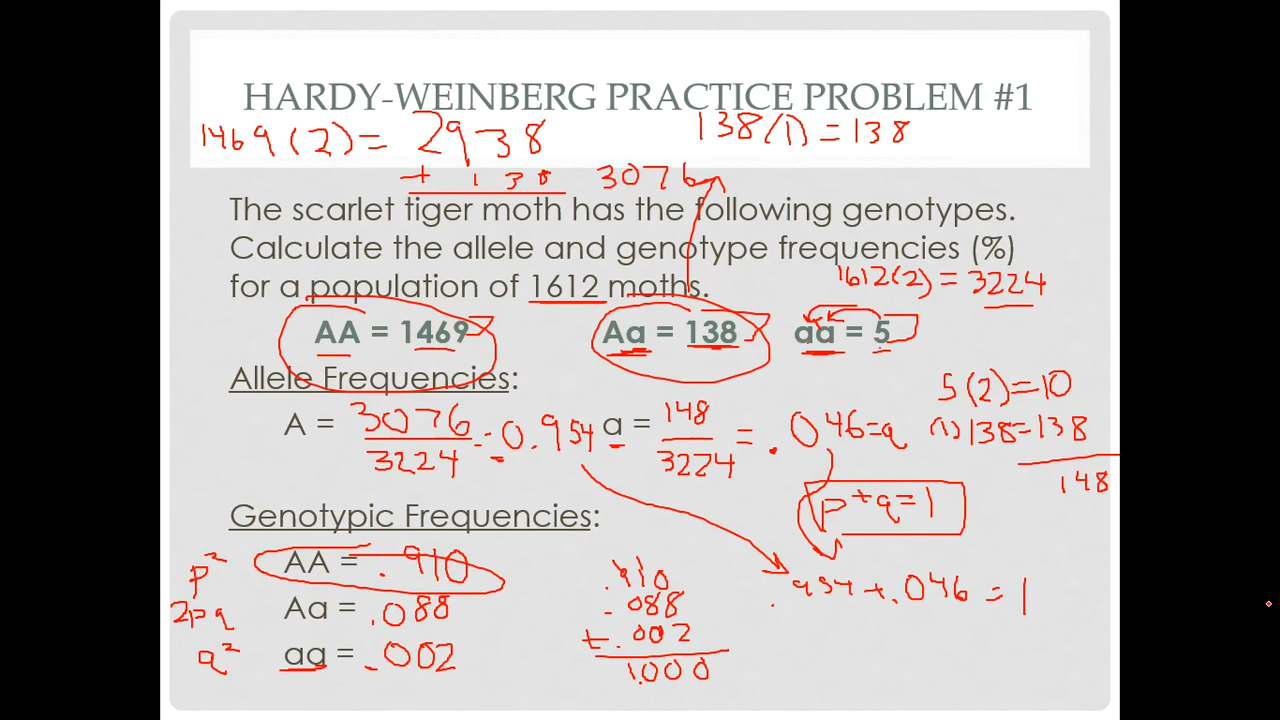 HARDY-WEINBERG PRACTICE PROBLEM #1
1469(2)= 2938
+ 138
3076
138(1)=138
The scarlet tiger moth has the following genotypes.
Calculate the allele and genotype frequencies (%)
for a population of 1612 moths.
1612(2)=3224
AA = 1469 Aa = 138 aa = 5
Allele Frequencies:
5(2)=10
(1)138=138
148
A = 3076/3224 = 0.954 a = 148/3224 = .046=q
p+q=1
Genotypic Frequencies:
p² AA = .910
2pq Aa = .088
q² aa = .002
.910
.088
+ .002
1.000
.954+.046=1